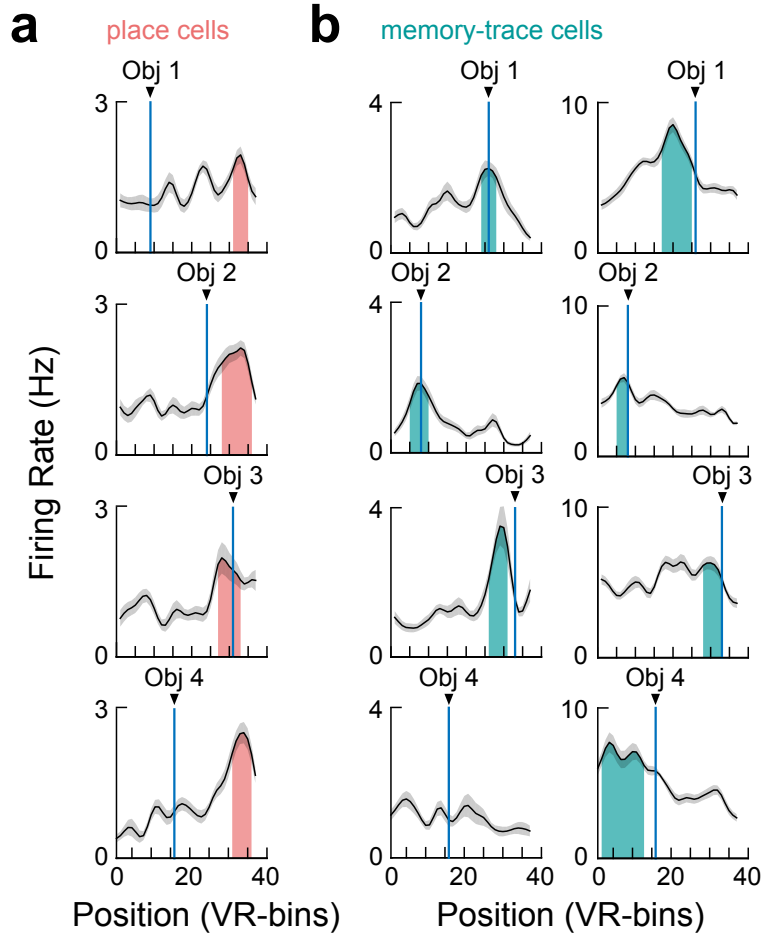 a place cells b memory-trace cells
Obj 1 Obj 1 Obj 1
3 4 10
0 0 0
Obj 2 Obj 2 Obj 2
3 4 10
0 0 0
Obj 3 Obj 3 Obj 3
3 4 10
0 0 0
Obj 4 Obj 4
3 4 10
0 0 0
0 20 40 0 20 40 0 20 40
Position (VR-bins) Position (VR-bins)
Firing Rate (Hz)